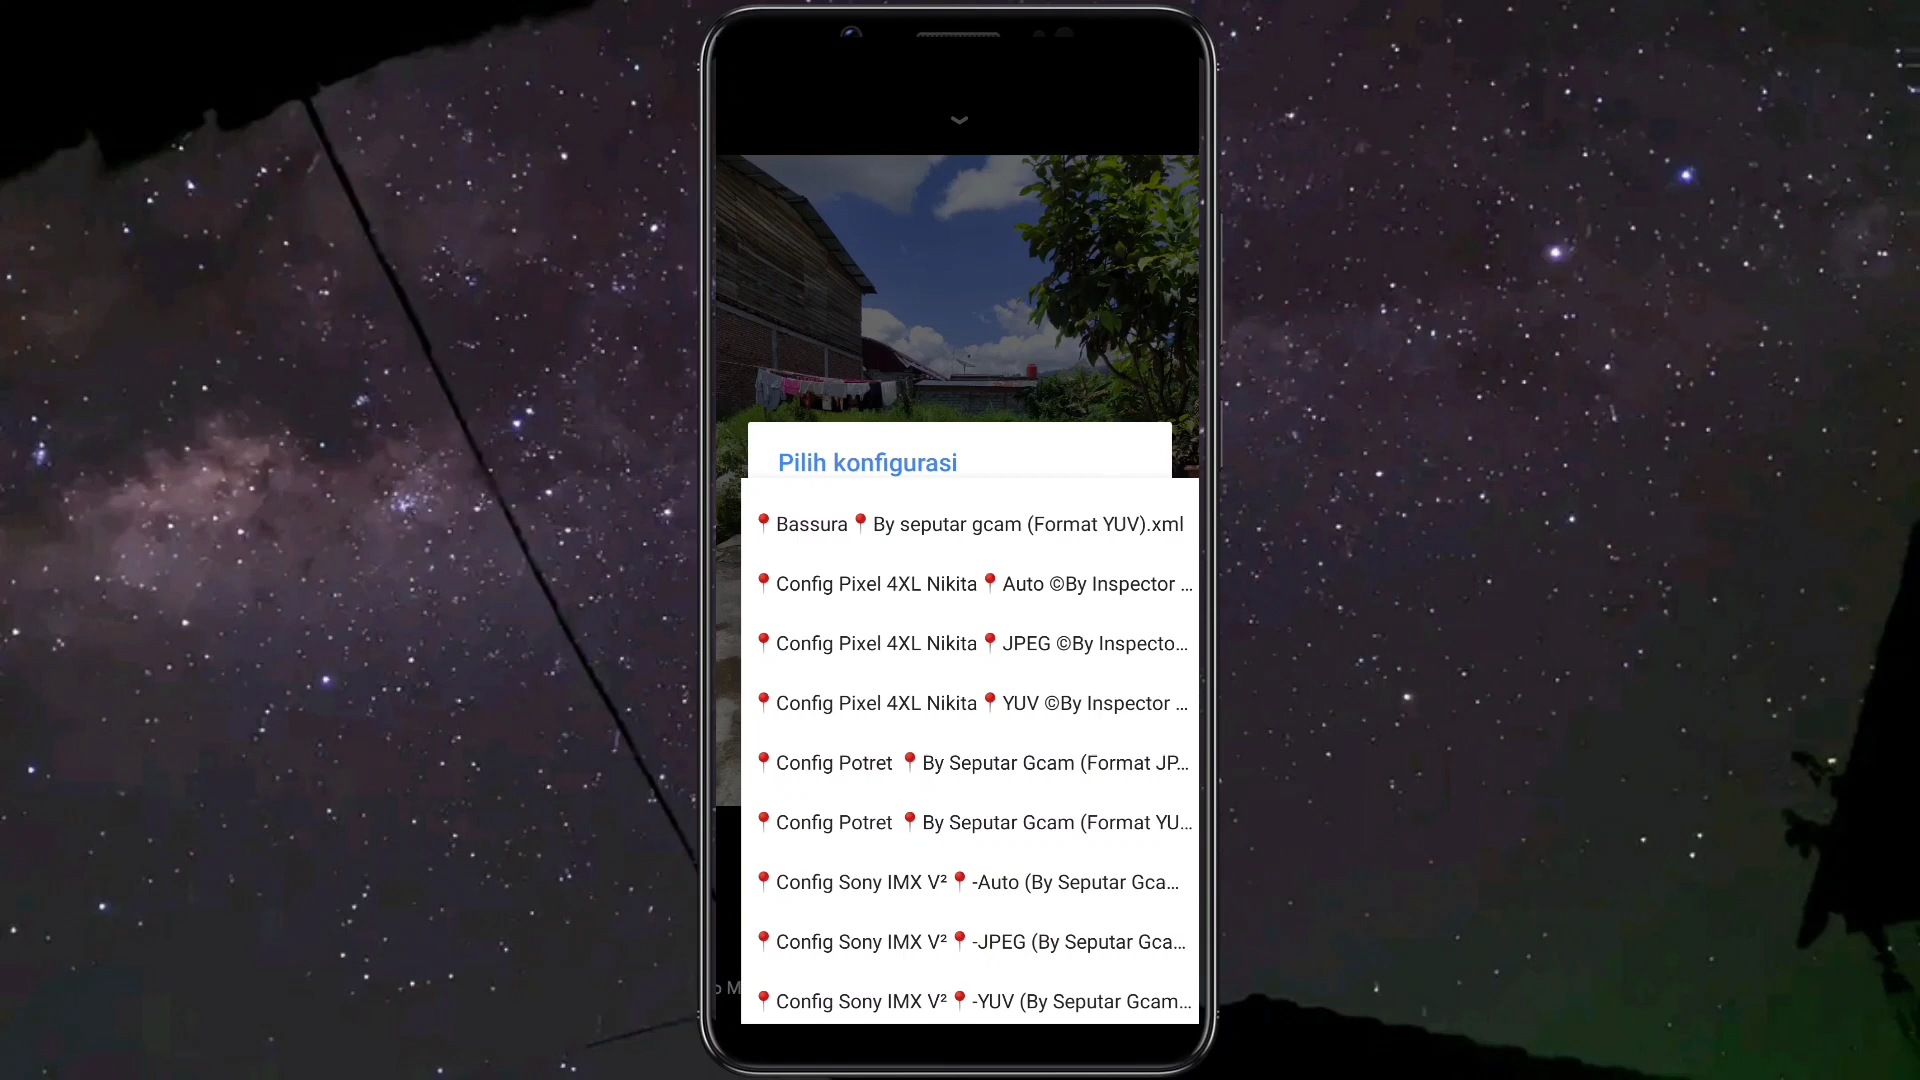 Pilih konfigurasi
📍Bassura📍By seputar gcam (Format YUV).xml
📍Config Pixel 4XL Nikita📍Auto ©By Inspector ...
📍Config Pixel 4XL Nikita📍JPEG ©By Inspecto...
📍Config Pixel 4XL Nikita📍YUV ©By Inspector ...
📍Config Potret 📍By Seputar Gcam (Format JP...
📍Config Potret 📍By Seputar Gcam (Format YU...
📍Config Sony IMX V²📍-Auto (By Seputar Gca...
📍Config Sony IMX V²📍-JPEG (By Seputar Gca...
📍Config Sony IMX V²📍-YUV (By Seputar Gcam...